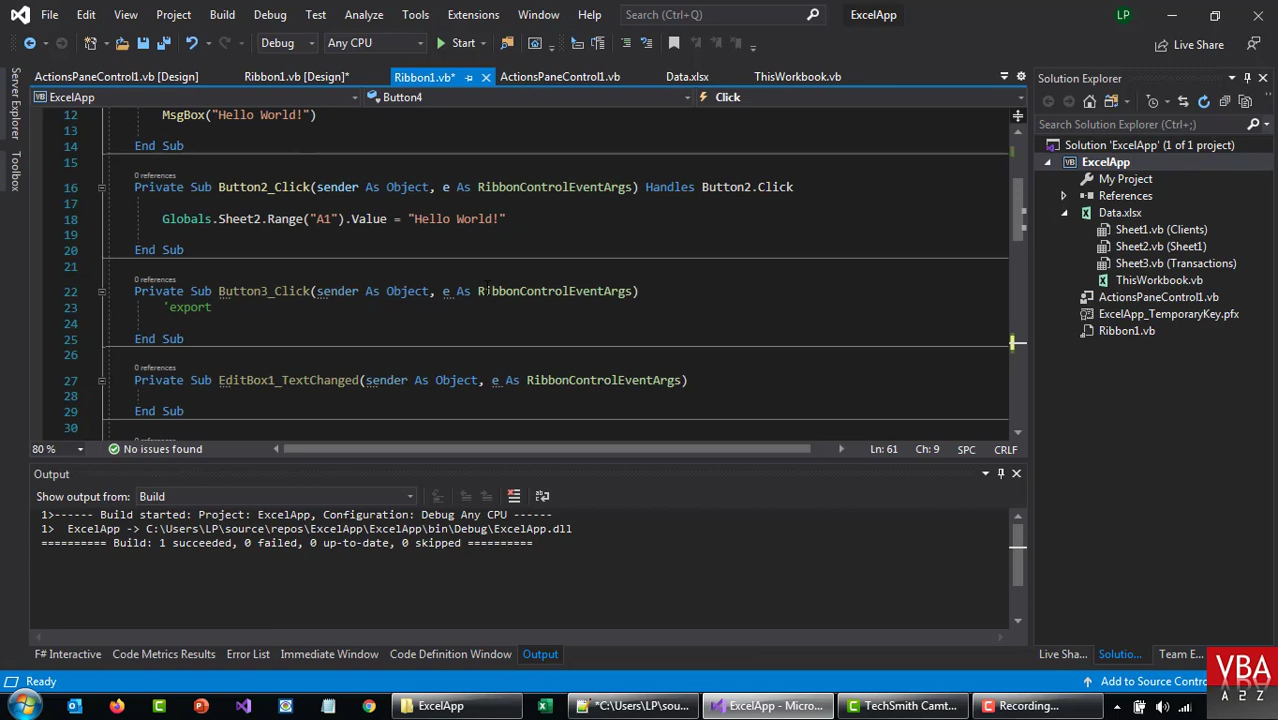 File Edit View Project Build Debug Test Analyze Tools Extensions Window Help Search (Ctrl+Q) ExcelApp LP
Debug Any CPU Start Live Share
ActionsPaneControl1.vb [Design] Ribbon1.vb [Design]* Ribbon1.vb* ActionsPaneControl1.vb Data.xlsx ThisWorkbook.vb
ExcelApp Button4 Click
12 MsgBox("Hello World!")
13
14 End Sub
15
0 references
16 Private Sub Button2_Click(sender As Object, e As RibbonControlEventArgs) Handles Button2.Click
17
18 Globals.Sheet2.Range("A1").Value = "Hello World!"
19
20 End Sub
21
0 references
22 Private Sub Button3_Click(sender As Object, e As RibbonControlEventArgs)
23 'export
24
25 End Sub
26
0 references
27 Private Sub EditBox1_TextChanged(sender As Object, e As RibbonControlEventArgs)
28
29 End Sub
30
80 % No issues found Ln: 61 Ch: 9 SPC CRLF
Output
Show output from: Build
1>------ Build started: Project: ExcelApp, Configuration: Debug Any CPU ------
1> ExcelApp -> C:\Users\LP\source\repos\ExcelApp\ExcelApp\bin\Debug\ExcelApp.dll
========== Build: 1 succeeded, 0 failed, 0 up-to-date, 0 skipped ==========
F# Interactive Code Metrics Results Error List Immediate Window Code Definition Window Output
Server Explorer
Toolbox
Solution Explorer
Search Solution Explorer (Ctrl+;)
Solution 'ExcelApp' (1 of 1 project)
VB ExcelApp
My Project
References
Data.xlsx
Sheet1.vb (Clients)
Sheet2.vb (Sheet1)
Sheet3.vb (Transactions)
ThisWorkbook.vb
ActionsPaneControl1.vb
ExcelApp_TemporaryKey.pfx
Ribbon1.vb
Live Sha... Solutio... Team E...
Ready Add to Source Contro
ExcelApp *C:\Users\LP\sou... ExcelApp - Micro... TechSmith Camt... Recording...
VBA
A2Z